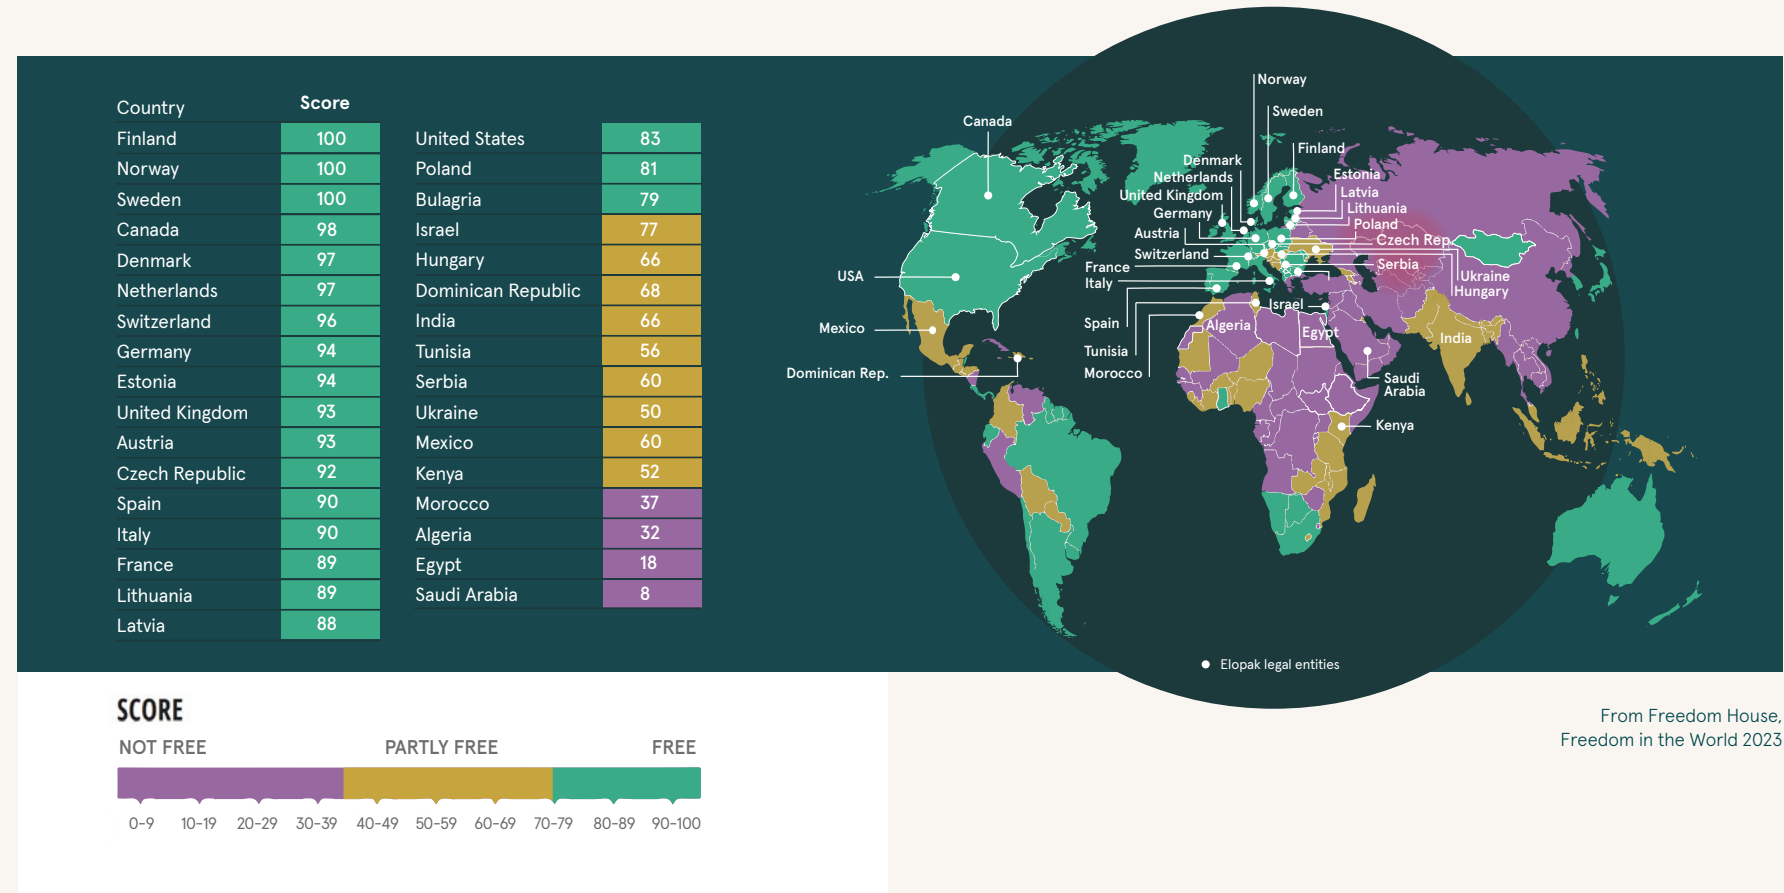 Country Score
Finland 100
Norway 100
Sweden 100
Canada 98
Denmark 97
Netherlands 97
Switzerland 96
Germany 94
Estonia 94
United Kingdom 93
Austria 93
Czech Republic 92
Spain 90
Italy 90
France 89
Lithuania 89
Latvia 88
United States 83
Poland 81
Bulagria 79
Israel 77
Hungary 66
Dominican Republic 68
India 66
Tunisia 56
Serbia 60
Ukraine 50
Mexico 60
Kenya 52
Morocco 37
Algeria 32
Egypt 18
Saudi Arabia 8
Norway
Sweden
Canada
Finland
Denmark
Estonia
Netherlands
Latvia
United Kingdom
Lithuania
Germany
Poland
Austria
Czech Rep.
Switzerland
Serbia
France
USA
Ukraine
Italy
Hungary
Israel
Spain
Algeria
Egypt
Mexico
India
Tunisia
Dominican Rep.
Morocco
Saudi
Arabia
Kenya
Elopak legal entities
SCORE
NOT FREE PARTLY FREE FREE
0-9 10-19 20-29 30-39 40-49 50-59 60-69 70-79 80-89 90-100
From Freedom House,
Freedom in the World 2023